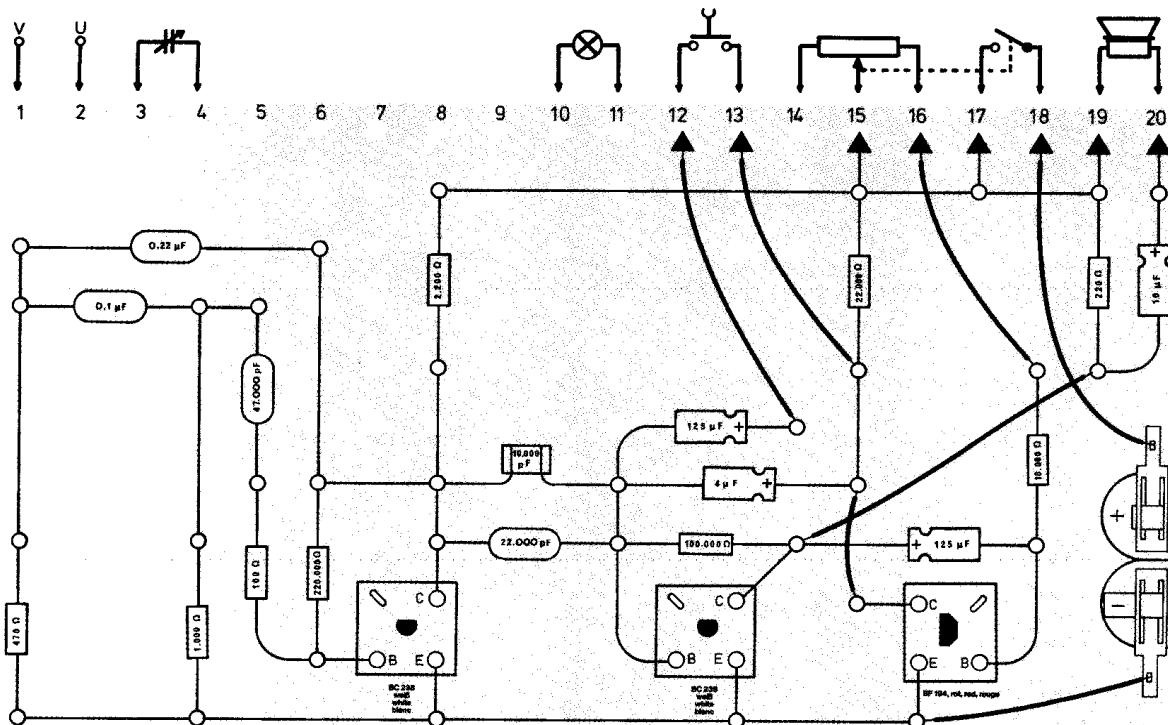 V U
1 2 3 4 5 6 7 8 9 10 11 12 13 14 15 16 17 18 19 20
0.22 µF
0.1 µF
2.200 Ω
22.000 Ω
220 Ω
+
10 µF
47.000 pF
125 µF +
10.000 pF
4 µF +
10.000 Ω
B
+
22.000 pF
100.000 Ω
+ 125 µF
470 Ω
1.000 Ω
100 Ω
220.000 Ω
C
B E
C
B E
C
E B
−
B
BC 238
weiß
white
blanc
BC 238
weiß
white
blanc
BF 194, rot, red, rouge